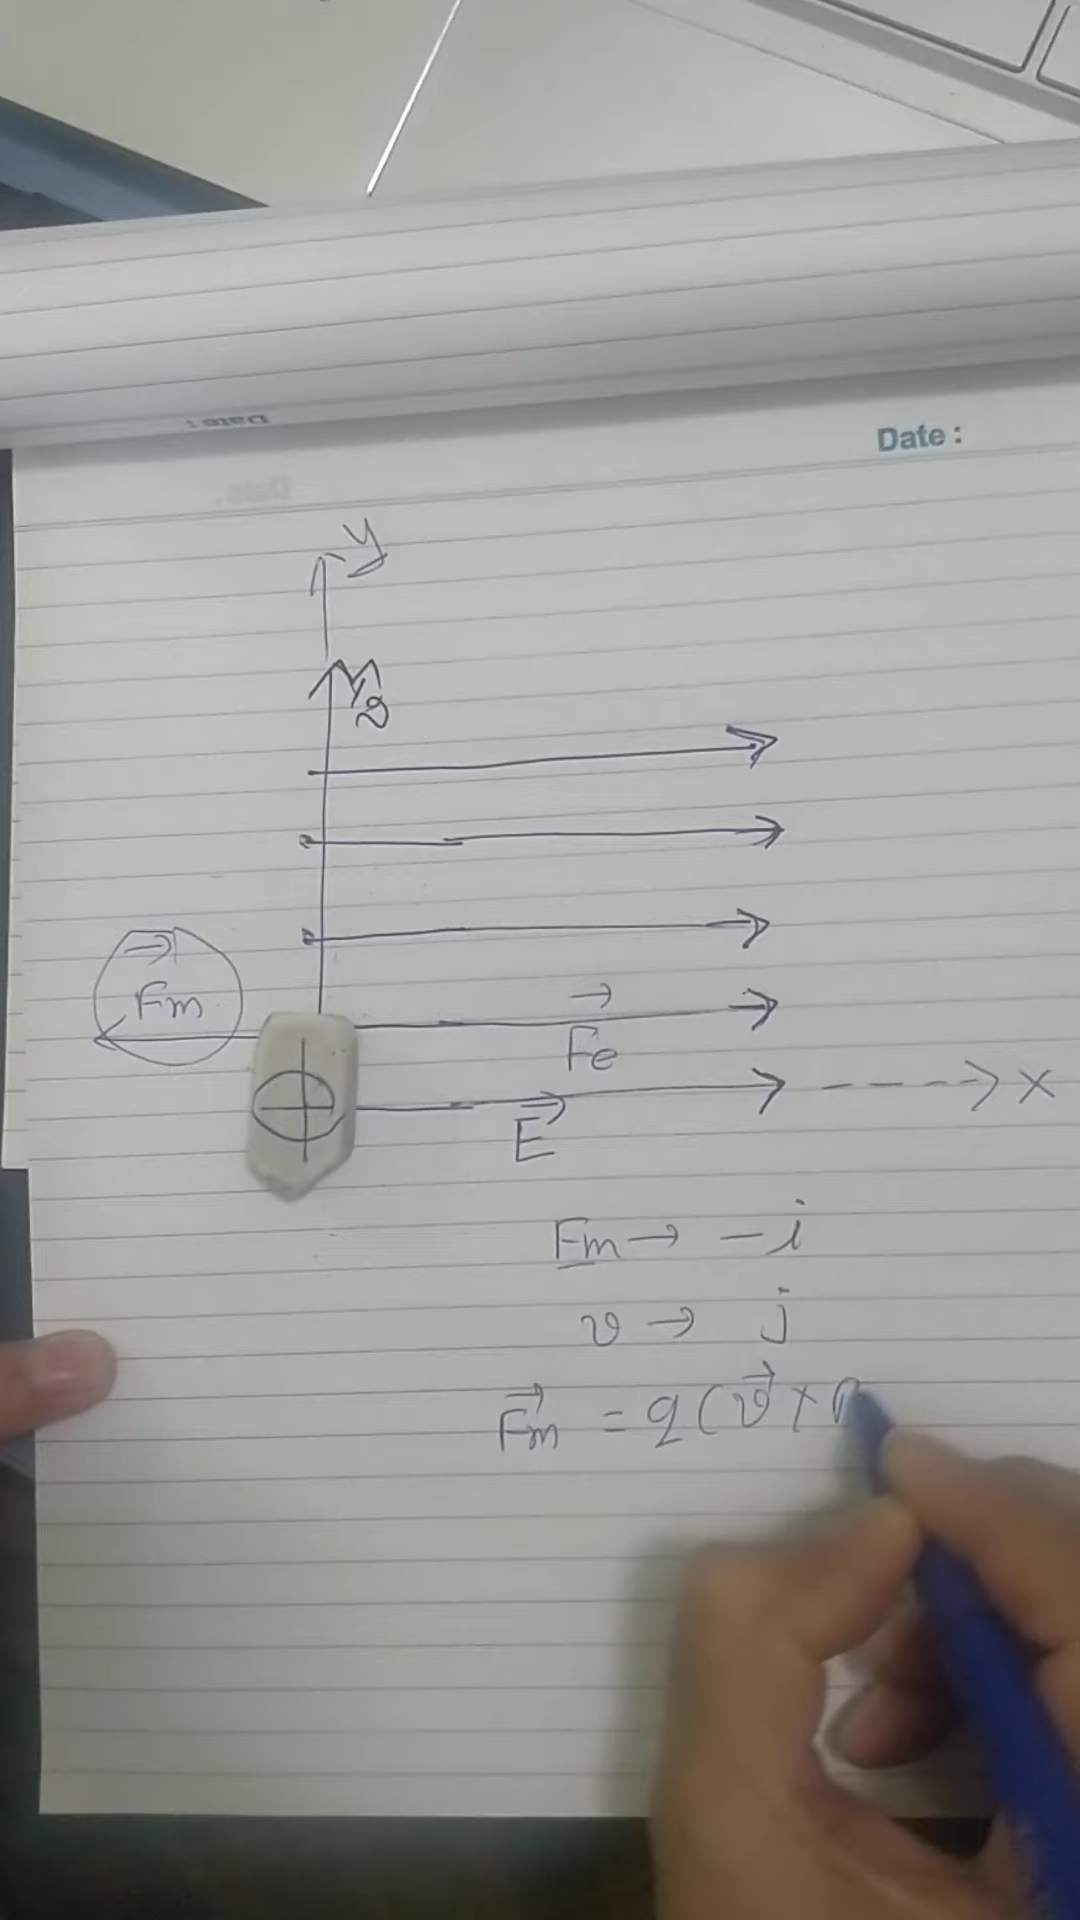 Date :
y
v
Fm
Fe
E
x
Fm → - i
v → j
Fm = q ( v ×